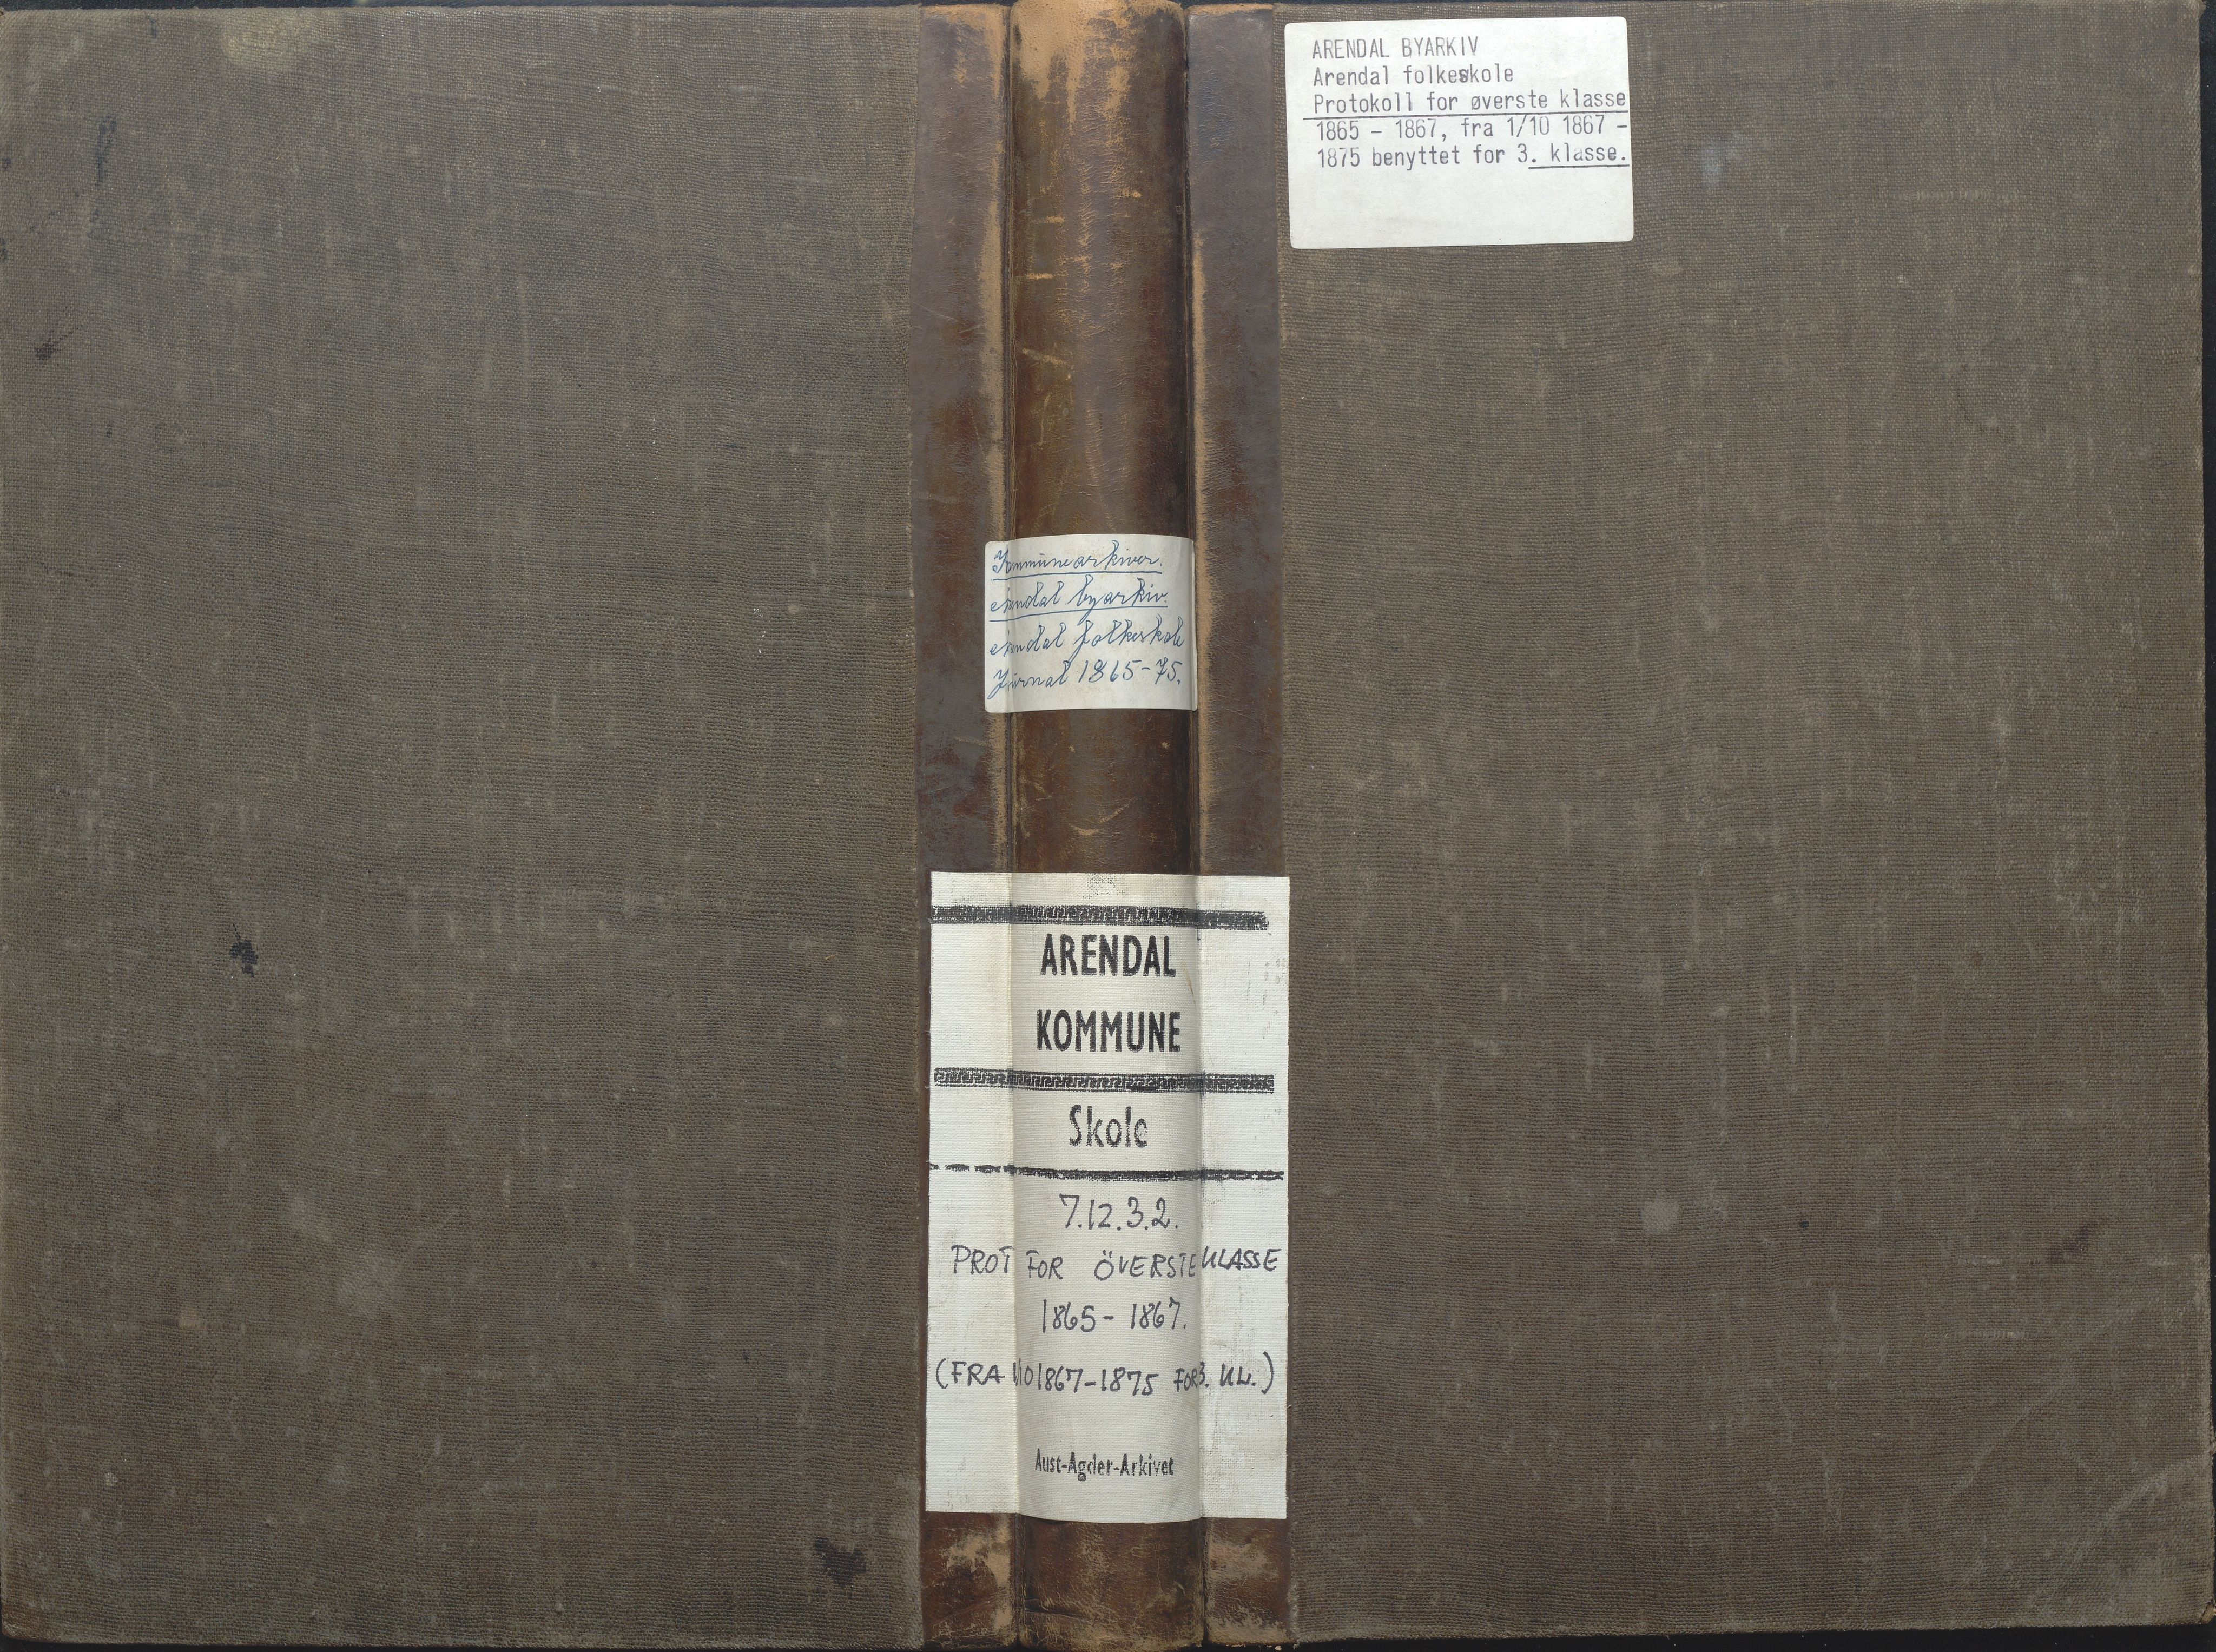 ARENDAL BYARKIV
Arendal folkeskole
Protokoll for øverste klasse
1865 - 1867, fra 1/10 1867 -
1875 benyttet for 3. klasse.
Kommunearkiver.
Arendal byarkiv.
Arendal folkeskole
Journal 1865-75.
ARENDAL
KOMMUNE
Skole
7.12.3.2.
PROT FOR ÖVERSTE KLASSE
1865-1867.
(FRA 1/10 1867-1875 FOR 3. KL.)
Aust-Agder-Arkivet